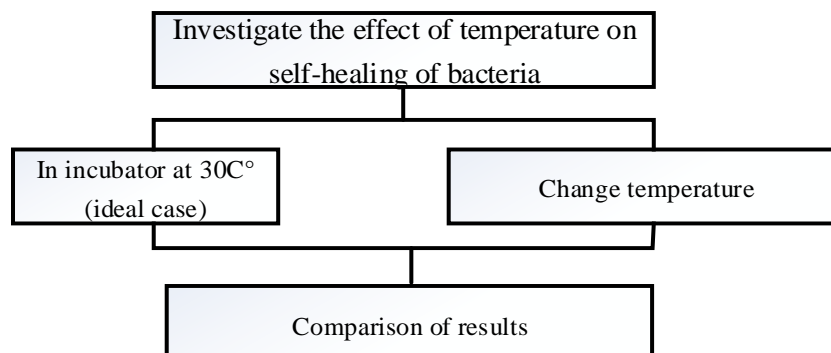 Investigate the effect of temperature on
self-healing of bacteria
In incubator at 30C°
(ideal case)
Change temperature
Comparison of results